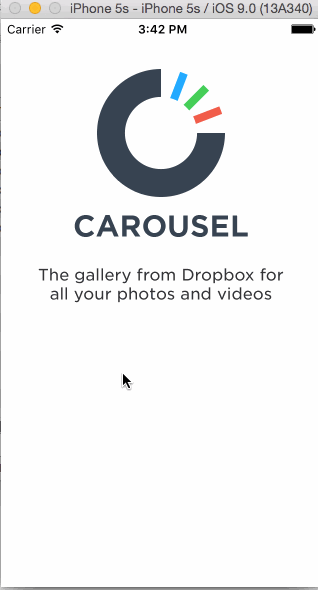 iPhone 5s - iPhone 5s / iOS 9.0 (13A340)
Carrier 3:42 PM
CAROUSEL
The gallery from Dropbox for
all your photos and videos